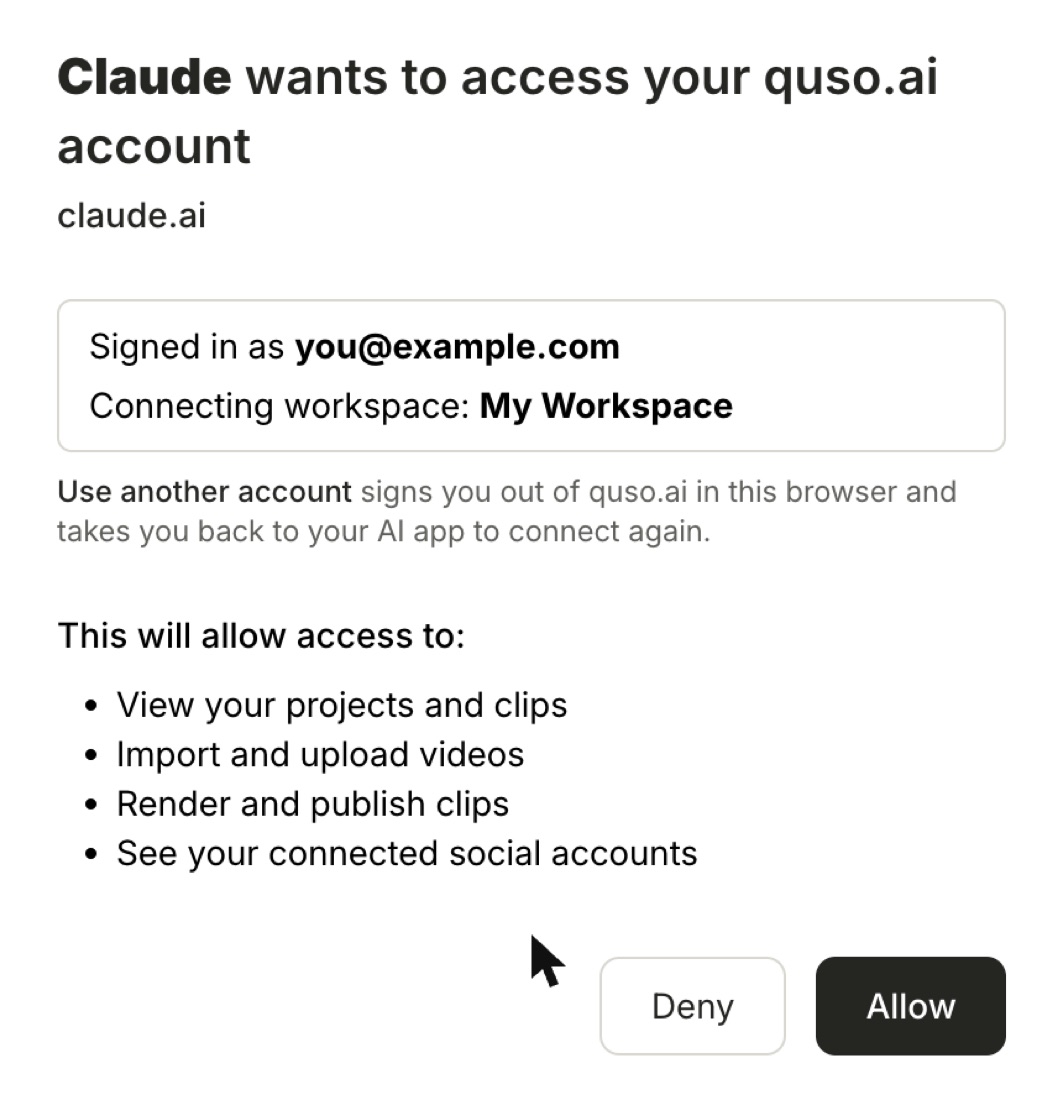 Claude wants to access your quso.ai
account
claude.ai
Signed in as you@example.com
Connecting workspace: My Workspace
Use another account signs you out of quso.ai in this browser and
takes you back to your AI app to connect again.
This will allow access to:
• View your projects and clips
• Import and upload videos
• Render and publish clips
• See your connected social accounts
Deny
Allow